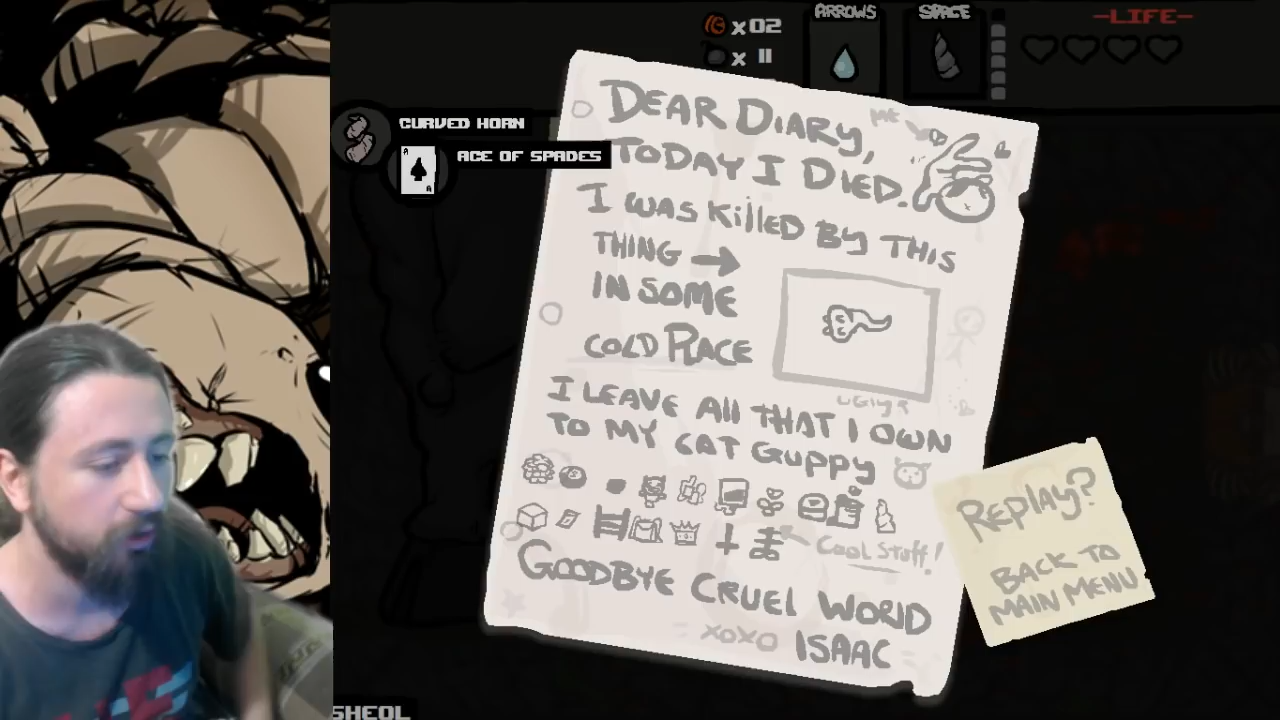 x02
x 11
ARROWS
SPACE
-LIFE-
CURVED HORN
ACE OF SPADES
DEAR DIARY,
TODAY I DIED.
I WAS KILLED BY THIS
THING →
IN SOME
COLD PLACE
UGLY
I LEAVE ALL THAT I OWN
TO MY CAT GUPPY
COOL STUFF!
GOODBYE CRUEL WORLD
XOXO ISAAC
REPLAY?
BACK TO
MAIN MENU
SHEOL